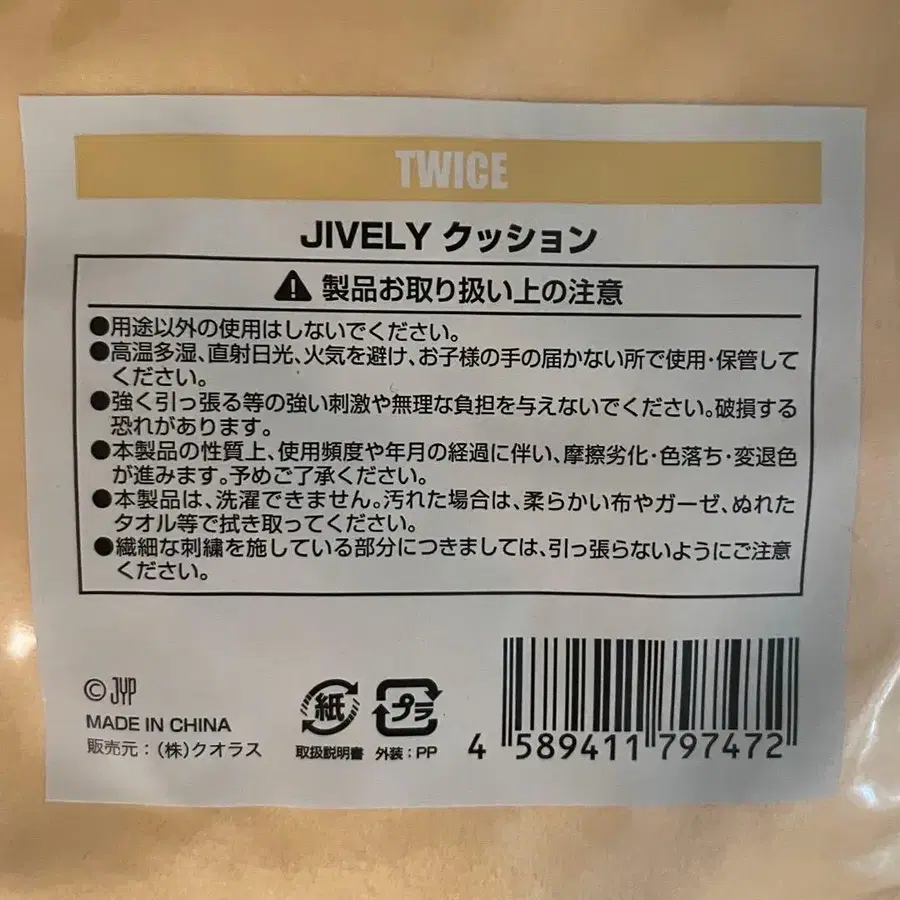 TWICE
JIVELY クッション
製品お取り扱い上の注意
●用途以外の使用はしないでください。
●高温多湿、直射日光、火気を避け、お子様の手の届かない所で使用・保管して
ください。
●強く引っ張る等の強い刺激や無理な負担を与えないでください。破損する
恐れがあります。
●本製品の性質上、使用頻度や年月の経過に伴い、摩擦劣化・色落ち・変退色
が進みます。予めご了承ください。
●本製品は、洗濯できません。汚れた場合は、柔らかい布やガーゼ、ぬれた
タオル等で拭き取ってください。
●繊細な刺繍を施している部分につきましては、引っ張らないようにご注意
ください。
© JYP
MADE IN CHINA
販売元：(株)クオラス
紙
取扱説明書
プラ
外装：PP
4 589411 797472